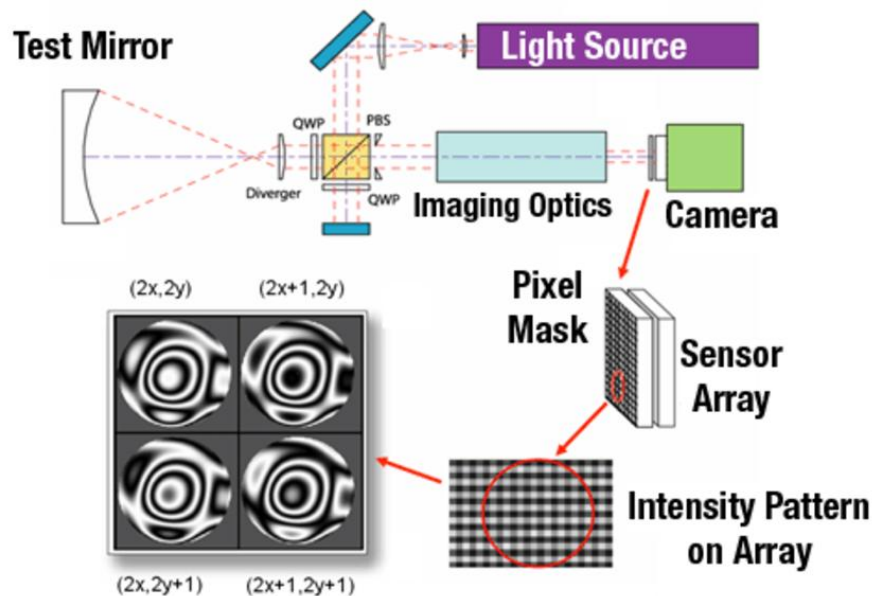 Test Mirror
Light Source
QWP
PBS
Diverger
QWP
Imaging Optics
Camera
(2x,2y)
(2x+1,2y)
Pixel
Mask
Sensor
Array
Intensity Pattern
on Array
(2x,2y+1)
(2x+1,2y+1)